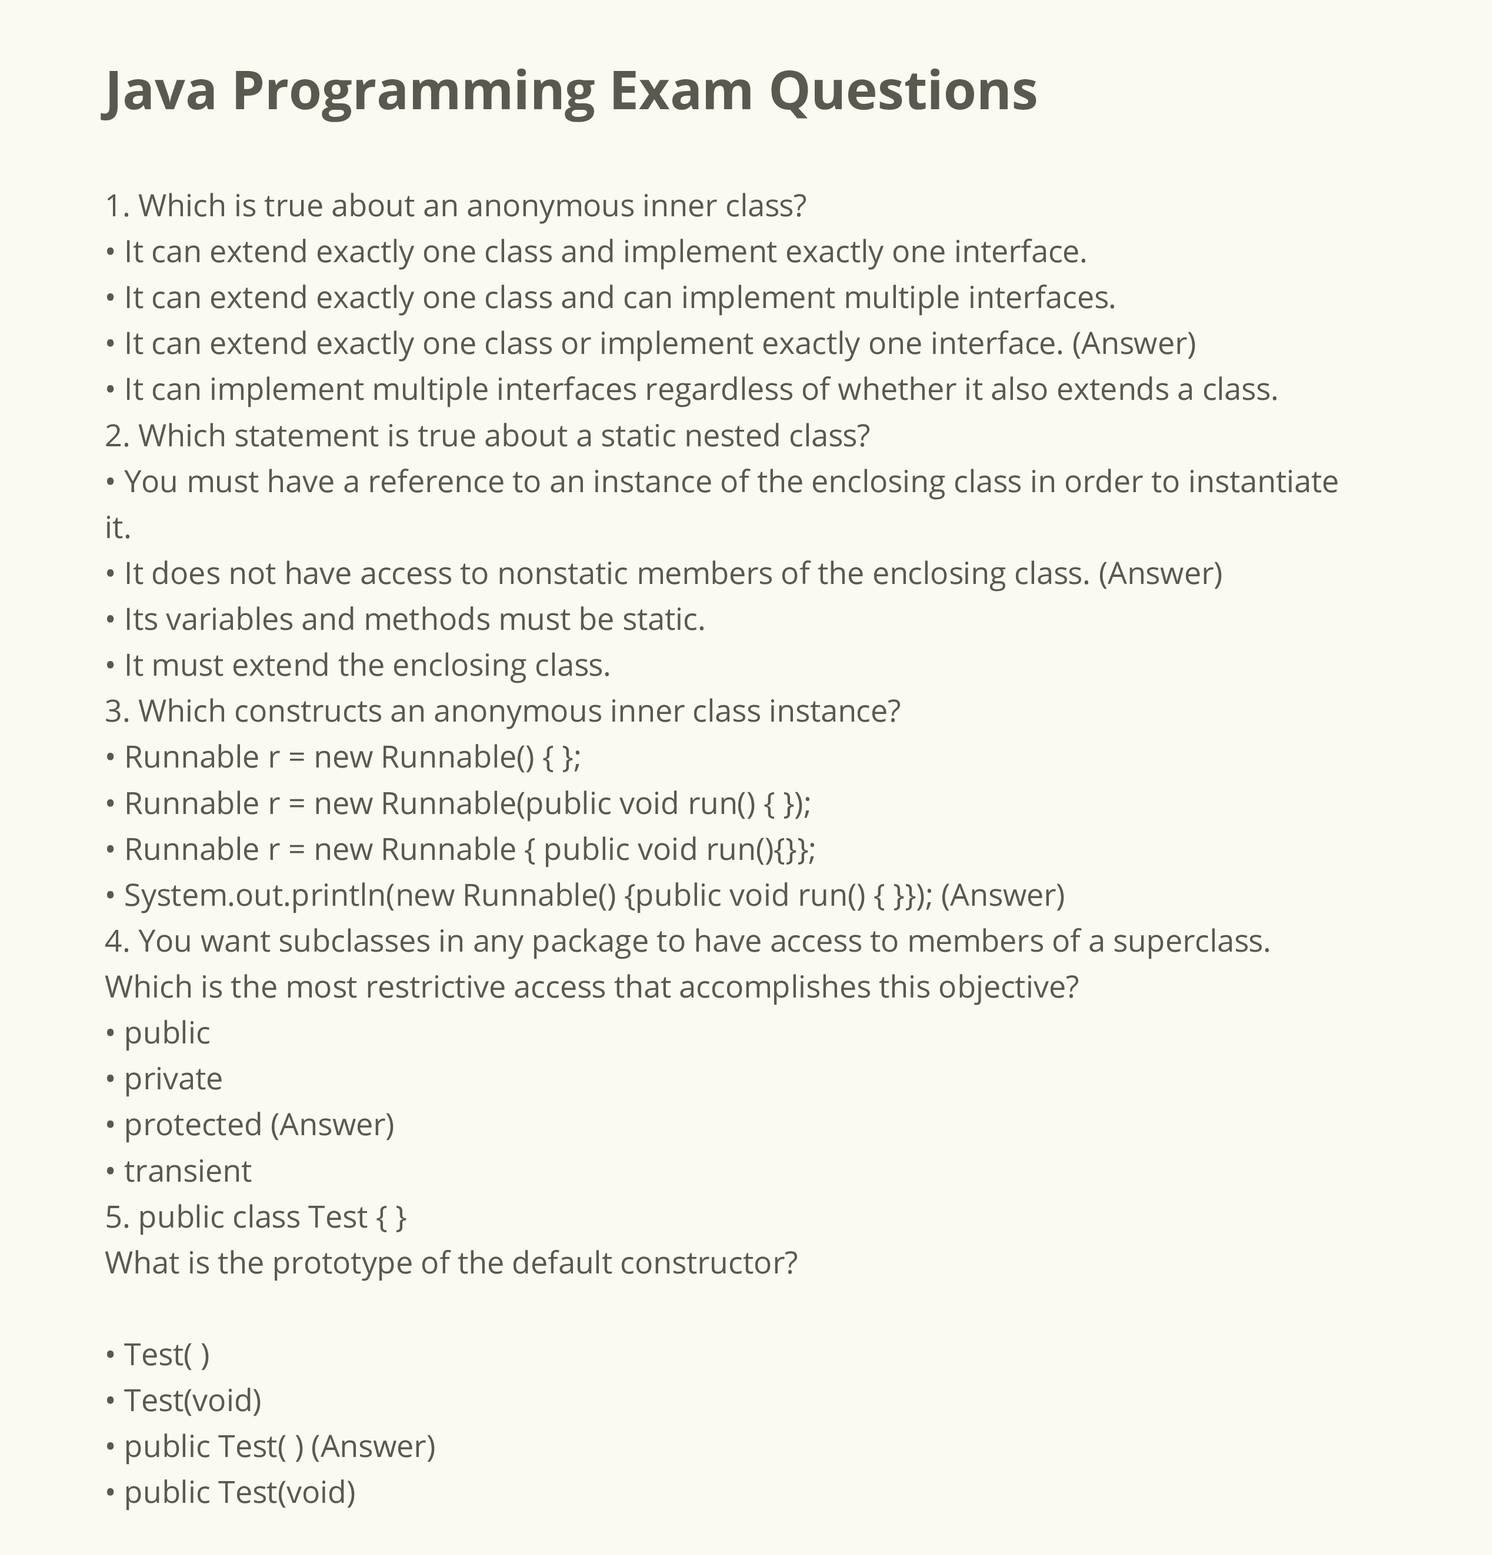 Java Programming Exam Questions
1. Which is true about an anonymous inner class?
• It can extend exactly one class and implement exactly one interface.
• It can extend exactly one class and can implement multiple interfaces.
• It can extend exactly one class or implement exactly one interface. (Answer)
• It can implement multiple interfaces regardless of whether it also extends a class.
2. Which statement is true about a static nested class?
• You must have a reference to an instance of the enclosing class in order to instantiate
it.
• It does not have access to nonstatic members of the enclosing class. (Answer)
• Its variables and methods must be static.
• It must extend the enclosing class.
3. Which constructs an anonymous inner class instance?
• Runnable r = new Runnable() { };
• Runnable r = new Runnable(public void run() { });
• Runnable r = new Runnable { public void run(){}};
• System.out.println(new Runnable() {public void run() { }}); (Answer)
4. You want subclasses in any package to have access to members of a superclass.
Which is the most restrictive access that accomplishes this objective?
• public
• private
• protected (Answer)
• transient
5. public class Test { }
What is the prototype of the default constructor?
• Test( )
• Test(void)
• public Test( ) (Answer)
• public Test(void)